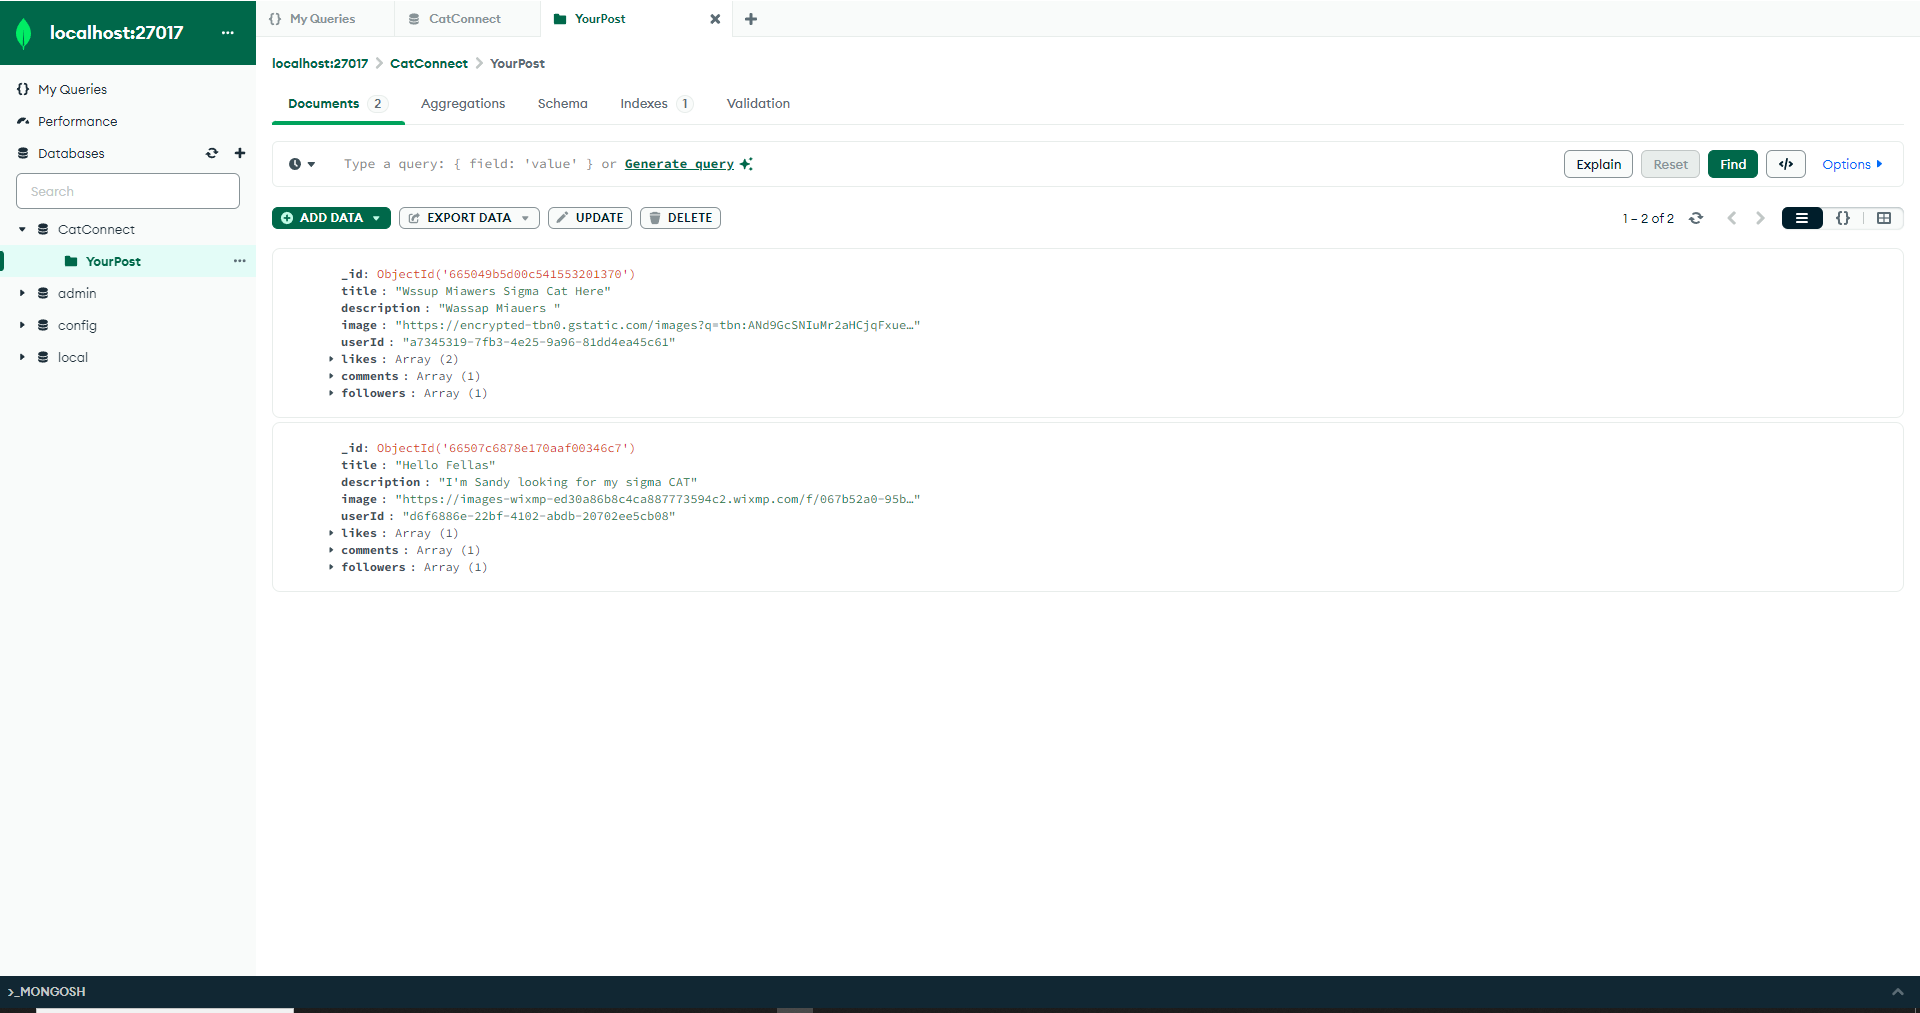 localhost:27017 ...
My Queries
CatConnect
YourPost
My Queries
Performance
Databases
Search
CatConnect
YourPost
admin
config
local
localhost:27017 > CatConnect > YourPost
Documents 2 Aggregations Schema Indexes 1 Validation
Type a query: { field: 'value' } or Generate query
Explain Reset Find </> Options
ADD DATA EXPORT DATA UPDATE DELETE
1 – 2 of 2
_id: ObjectId('665049b5d00c541553201370')
title : "Wssup Miawers Sigma Cat Here"
description : "Wassap Miauers "
image : "https://encrypted-tbn0.gstatic.com/images?q=tbn:ANd9GcSNIuMr2aHCjqFxue…"
userId : "a7345319-7fb3-4e25-9a96-81dd4ea45c61"
likes : Array (2)
comments : Array (1)
followers : Array (1)
_id: ObjectId('66507c6878e170aaf00346c7')
title : "Hello Fellas"
description : "I'm Sandy looking for my sigma CAT"
image : "https://images-wixmp-ed30a86b8c4ca887773594c2.wixmp.com/f/067b52a0-95b…"
userId : "d6f6886e-22bf-4102-abdb-20702ee5cb08"
likes : Array (1)
comments : Array (1)
followers : Array (1)
>_MONGOSH